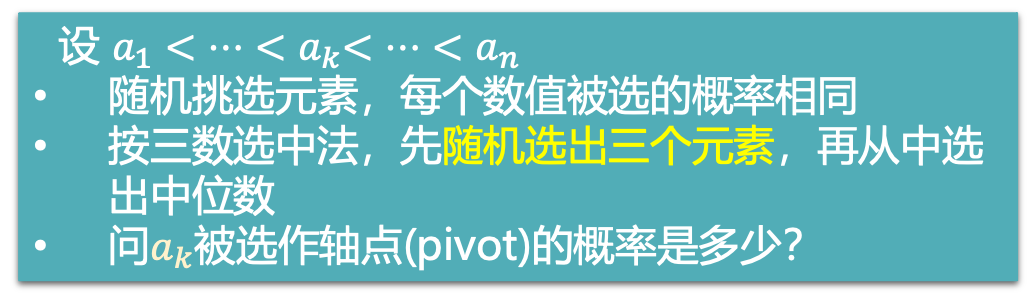 设 𝑎₁ < ⋯ < 𝑎ₖ< ⋯ < 𝑎ₙ
• 随机挑选元素，每个数值被选的概率相同
• 按三数选中法，先随机选出三个元素，再从中选
出中位数
• 问𝑎ₖ被选作轴点(pivot)的概率是多少？